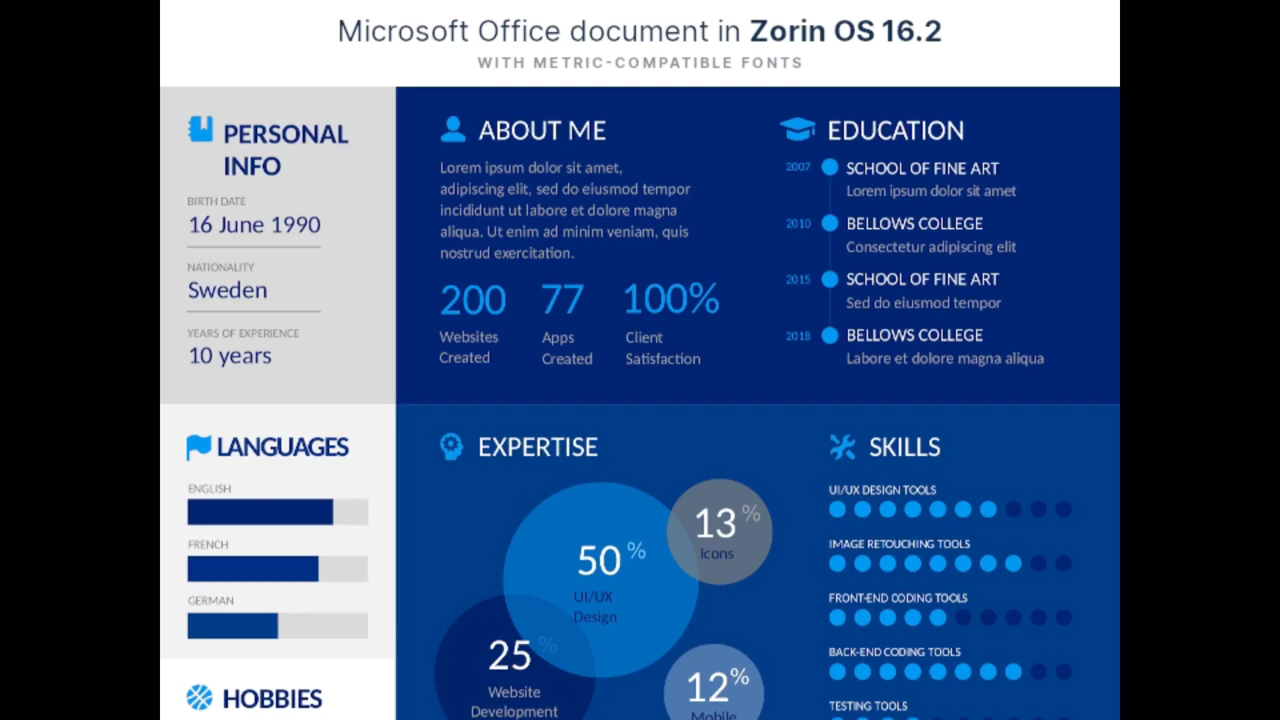 Microsoft Office document in Zorin OS 16.2
WITH METRIC-COMPATIBLE FONTS
PERSONAL
INFO
BIRTH DATE
16 June 1990
NATIONALITY
Sweden
YEARS OF EXPERIENCE
10 years
ABOUT ME
Lorem ipsum dolor sit amet,
adipiscing elit, sed do eiusmod tempor
incididunt ut labore et dolore magna
aliqua. Ut enim ad minim veniam, quis
nostrud exercitation.
200
Websites
Created
77
Apps
Created
100%
Client
Satisfaction
EDUCATION
2007 SCHOOL OF FINE ART
Lorem ipsum dolor sit amet
2010 BELLOWS COLLEGE
Consectetur adipiscing elit
2015 SCHOOL OF FINE ART
Sed do eiusmod tempor
2018 BELLOWS COLLEGE
Labore et dolore magna aliqua
LANGUAGES
ENGLISH
FRENCH
GERMAN
HOBBIES
EXPERTISE
50 %
UI/UX
Design
13 %
Icons
25 %
Website
Development
12%
Mobile
SKILLS
UI/UX DESIGN TOOLS
IMAGE RETOUCHING TOOLS
FRONT-END CODING TOOLS
BACK-END CODING TOOLS
TESTING TOOLS